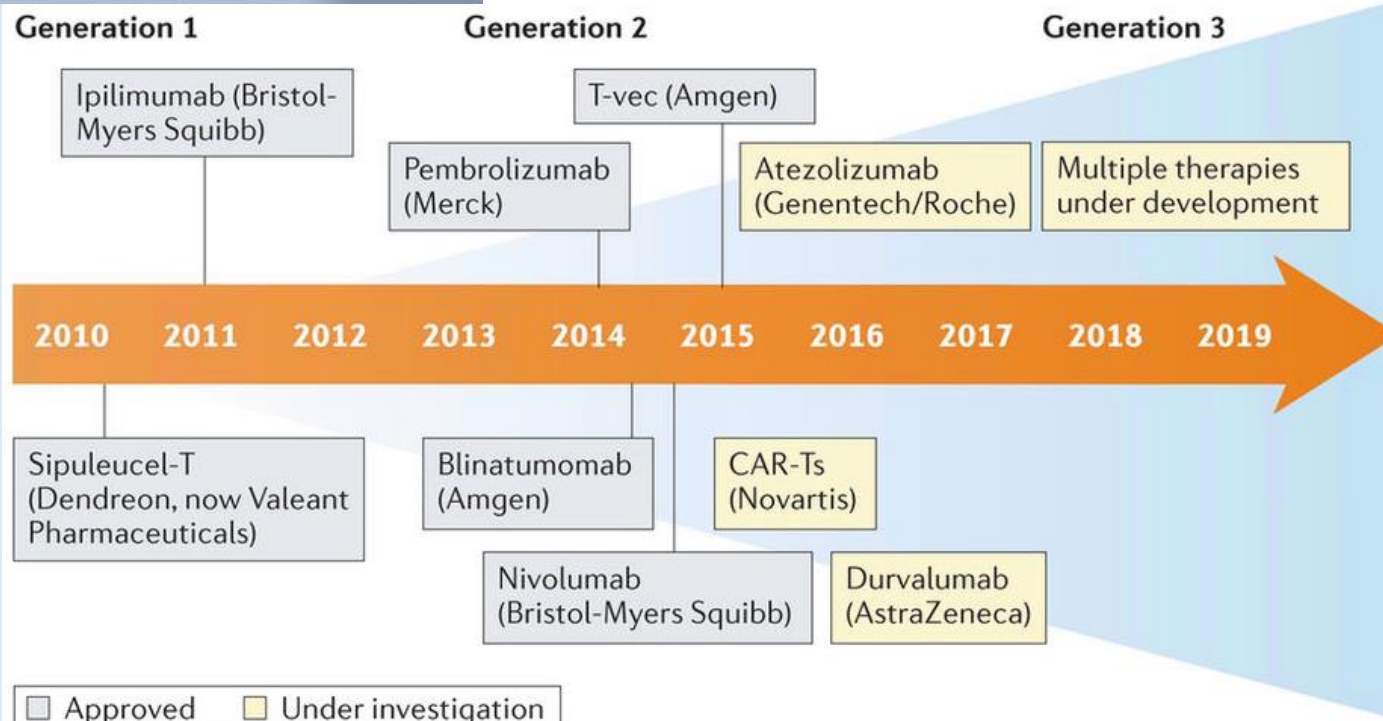 Generation 1
Generation 2
Generation 3
Ipilimumab (Bristol-
Myers Squibb)
T-vec (Amgen)
Pembrolizumab
(Merck)
Atezolizumab
(Genentech/Roche)
Multiple therapies
under development
2010 2011 2012 2013 2014 2015 2016 2017 2018 2019
Sipuleucel-T
(Dendreon, now Valeant
Pharmaceuticals)
Blinatumomab
(Amgen)
CAR-Ts
(Novartis)
Nivolumab
(Bristol-Myers Squibb)
Durvalumab
(AstraZeneca)
Approved
Under investigation